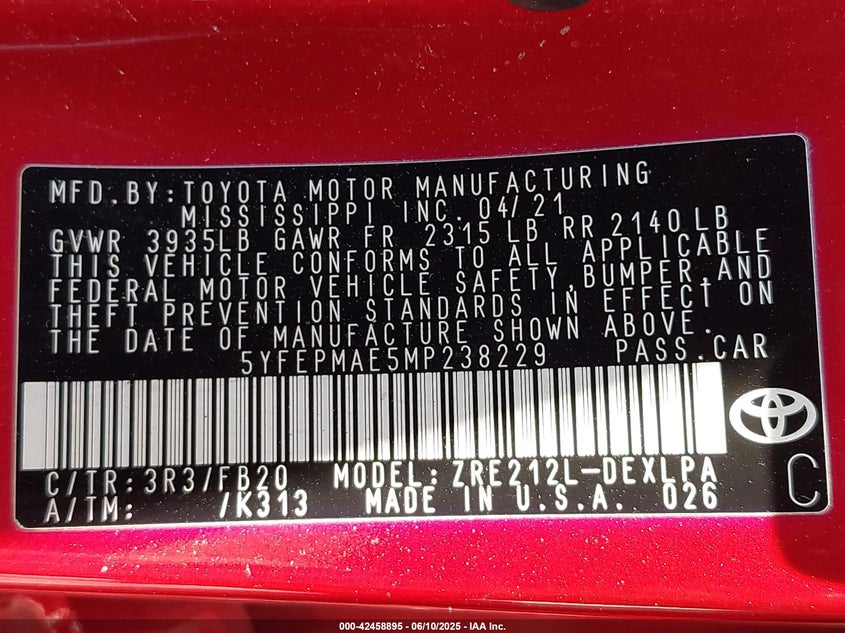 MFD.BY:TOYOTA MOTOR MANUFACTURING
MISSISSIPPI INC. 04/21
GVWR 3935LB GAWR FR 2315 LB RR 2140 LB
THIS VEHICLE CONFORMS TO ALL APPLICABLE
FEDERAL MOTOR VEHICLE SAFETY, BUMPER, AND
THEFT PREVENTION STANDARDS IN EFFECT ON
THE DATE OF MANUFACTURE SHOWN ABOVE.
5YFEPMAE5MP238229 PASS.CAR
C/TR:3R3/FB20 MODEL:ZRE212L-DEXLPA
A/TM: /K313 MADE IN U.S.A. 026
C
000-42458895 - 06/10/2025 - IAA Inc.